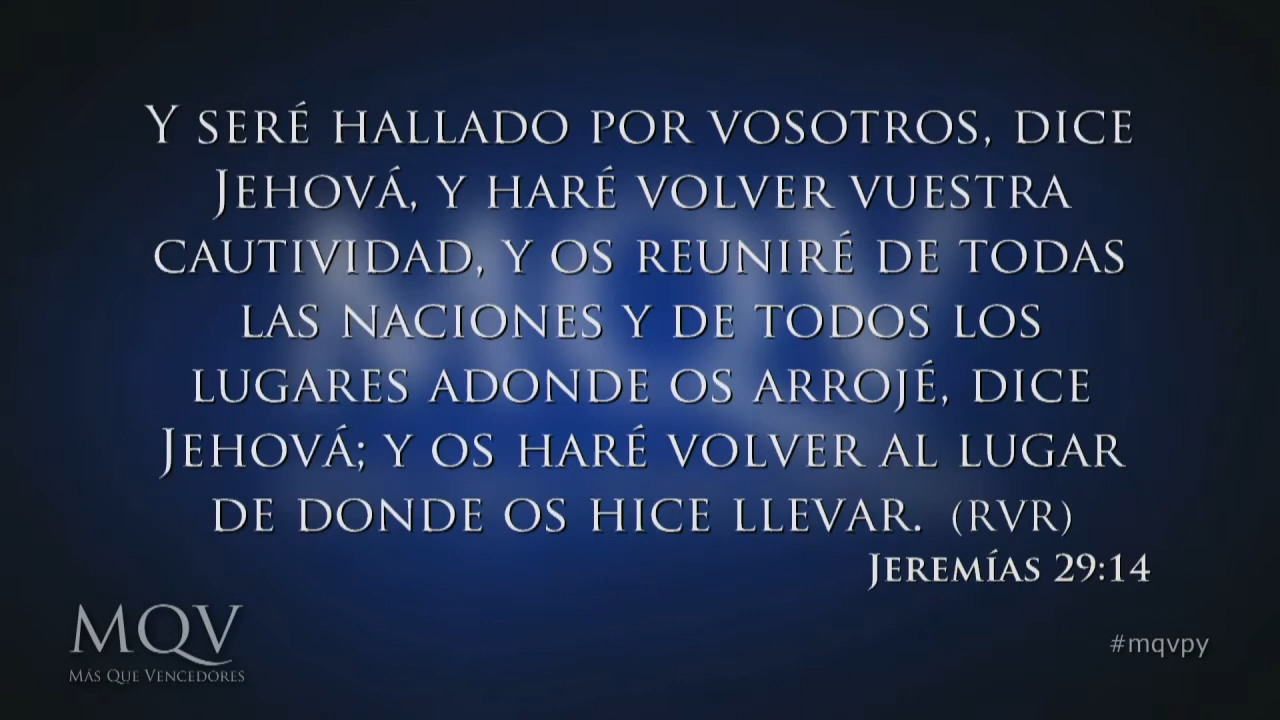 Y seré hallado por vosotros, dice
Jehová, y haré volver vuestra
cautividad, y os reuniré de todas
las naciones y de todos los
lugares adonde os arrojé, dice
Jehová; y os haré volver al lugar
de donde os hice llevar. (RVR)
Jeremías 29:14
MQV
Más Que Vencedores
#mqvpy